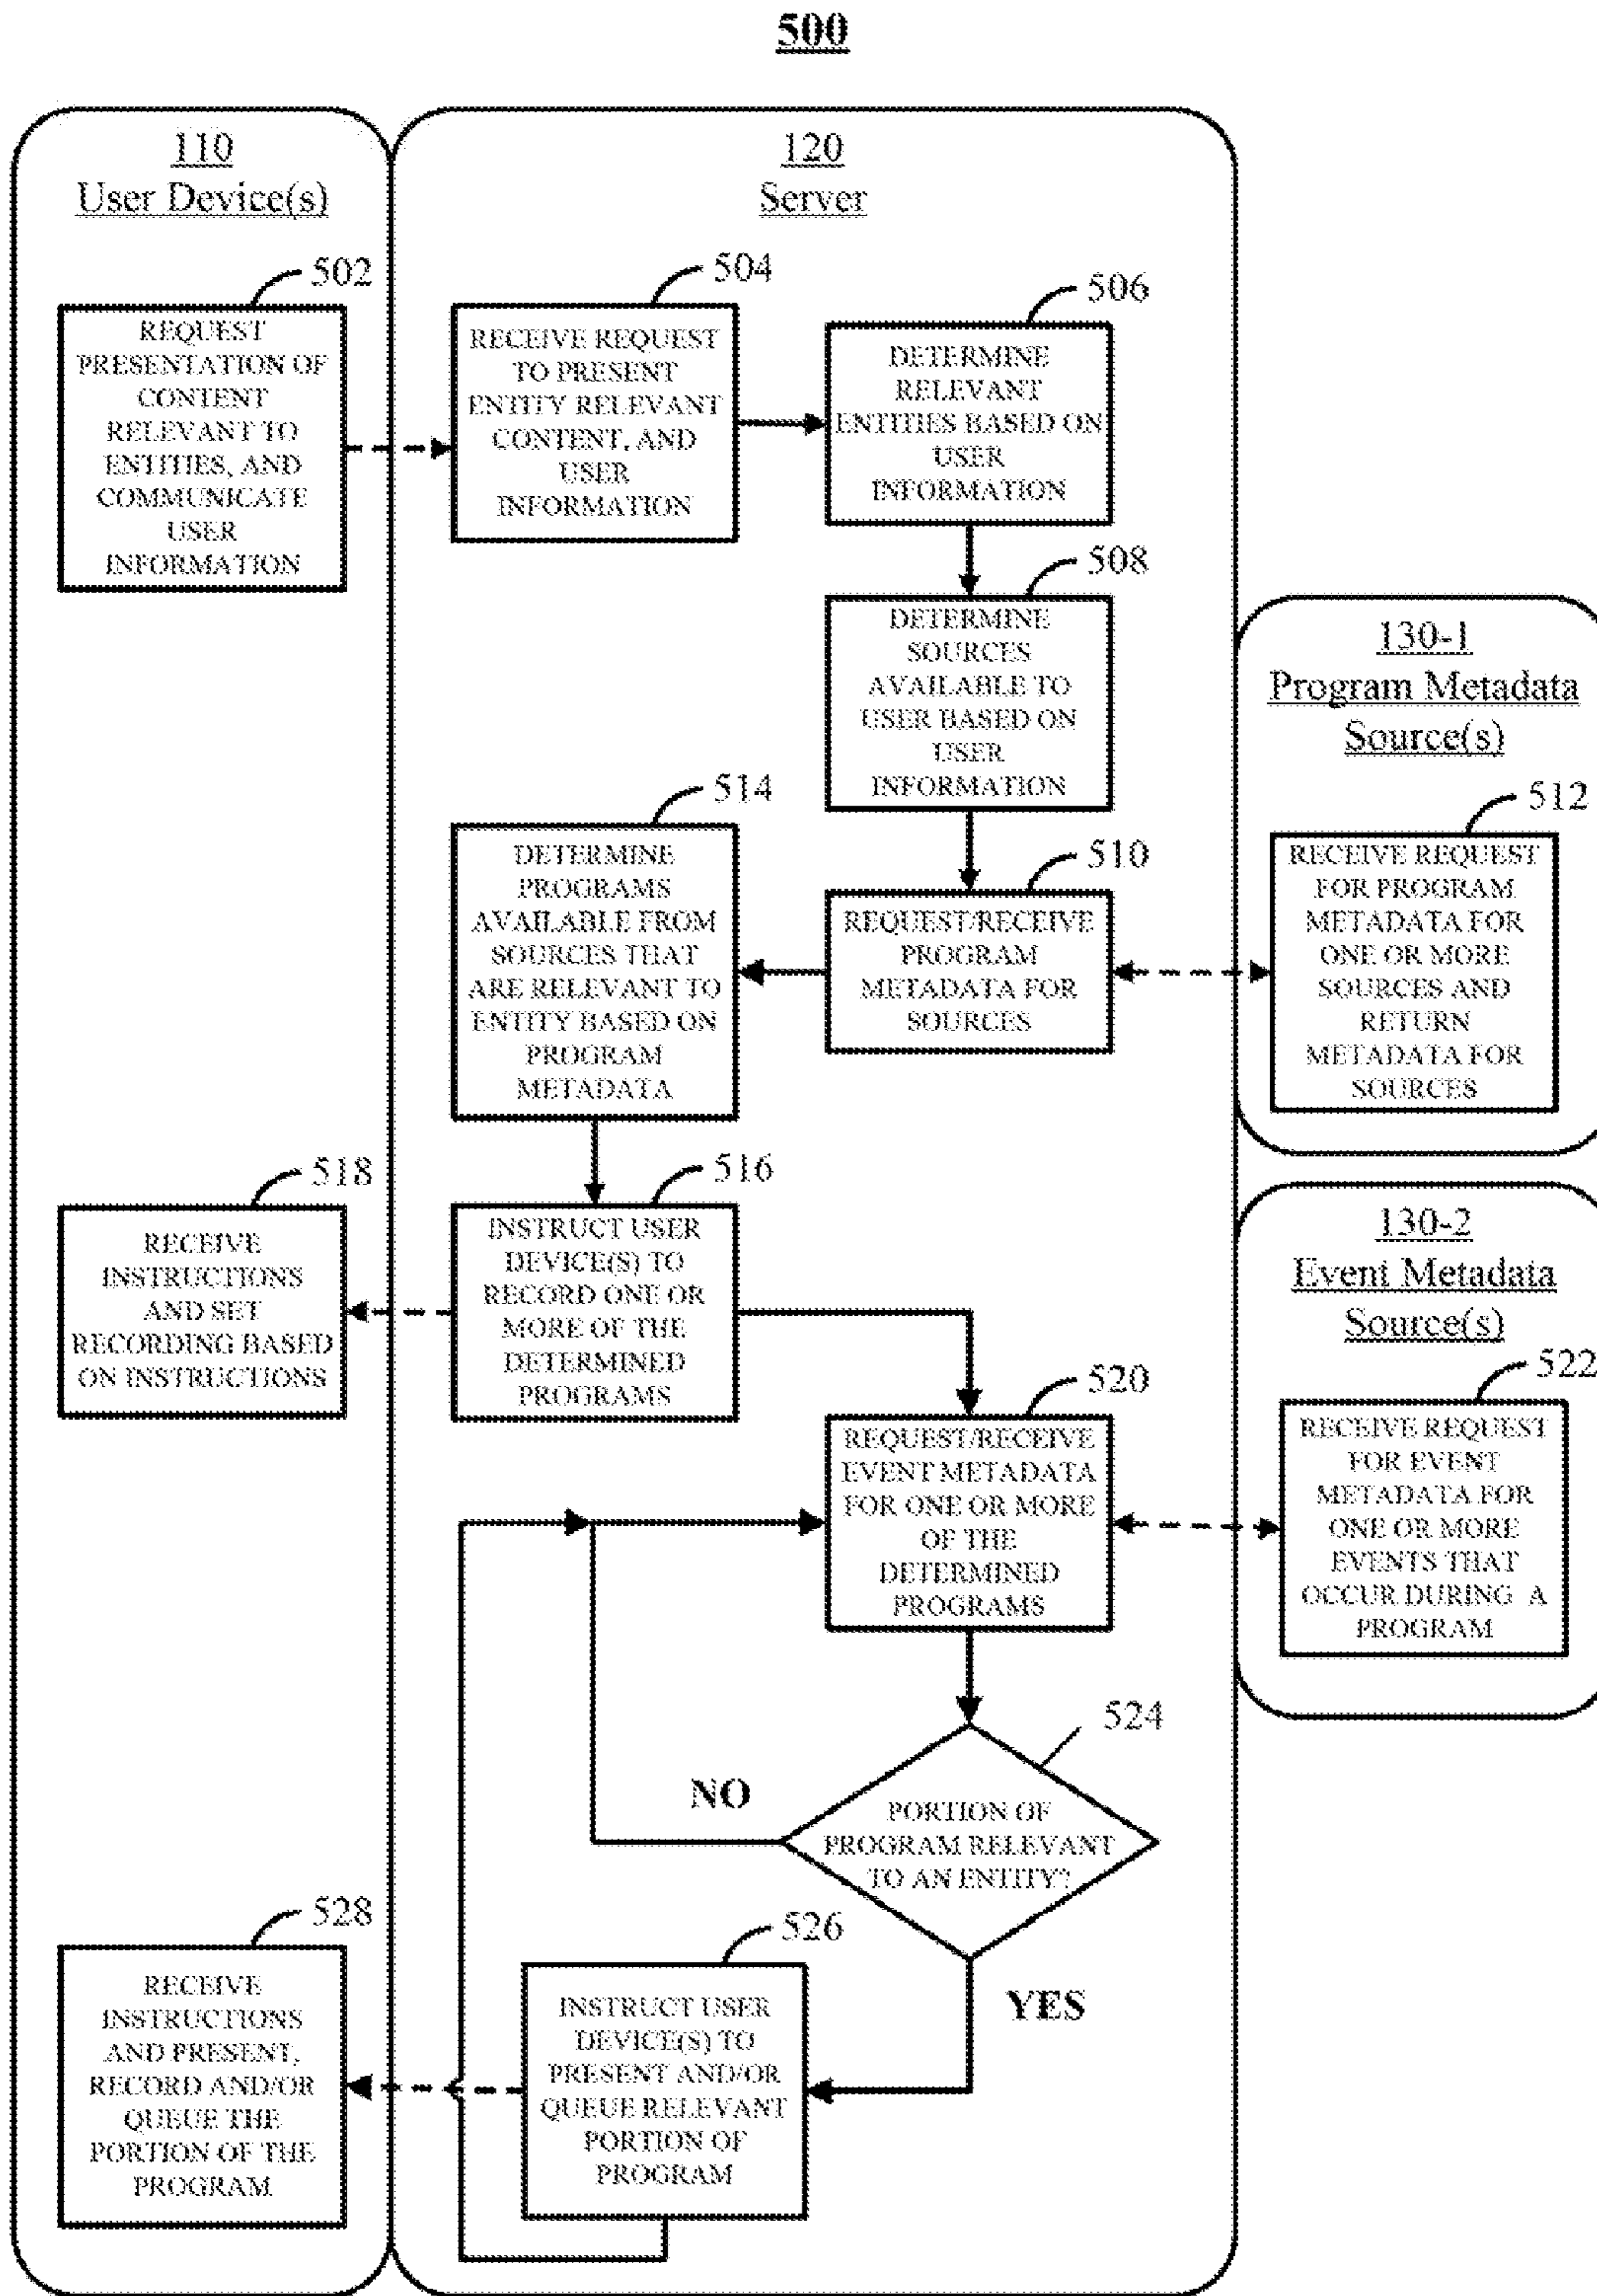 500
110
User Device(s)
120
Server
502
REQUEST
PRESENTATION OF
CONTENT
RELEVANT TO
ENTITIES, AND
COMMUNICATE
USER
INFORMATION
504
RECEIVE REQUEST
TO PRESENT
ENTITY RELEVANT
CONTENT, AND
USER
INFORMATION
506
DETERMINE
RELEVANT
ENTITIES BASED ON
USER
INFORMATION
508
DETERMINE
SOURCES
AVAILABLE TO
USER BASED ON
USER
INFORMATION
130-1
Program Metadata
Source(s)
510
REQUEST/RECEIVE
PROGRAM
METADATA FOR
SOURCES
512
RECEIVE REQUEST
FOR PROGRAM
METADATA FOR
ONE OR MORE
SOURCES AND
RETURN
METADATA FOR
SOURCES
514
DETERMINE
PROGRAMS
AVAILABLE FROM
SOURCES THAT
ARE RELEVANT TO
ENTITY BASED ON
PROGRAM
METADATA
516
INSTRUCT USER
DEVICE(S) TO
RECORD ONE OR
MORE OF THE
DETERMINED
PROGRAMS
518
RECEIVE
INSTRUCTIONS
AND SET
RECORDING BASED
ON INSTRUCTIONS
130-2
Event Metadata
Source(s)
520
REQUEST/RECEIVE
EVENT METADATA
FOR ONE OR MORE
OF THE
DETERMINED
PROGRAMS
522
RECEIVE REQUEST
FOR EVENT
METADATA FOR
ONE OR MORE
EVENTS THAT
OCCUR DURING A
PROGRAM
524
PORTION OF
PROGRAM RELEVANT
TO AN ENTITY?
NO
YES
526
INSTRUCT USER
DEVICE(S) TO
PRESENT AND/OR
QUEUE RELEVANT
PORTION OF
PROGRAM
528
RECEIVE
INSTRUCTIONS
AND PRESENT,
RECORD AND/OR
QUEUE THE
PORTION OF THE
PROGRAM